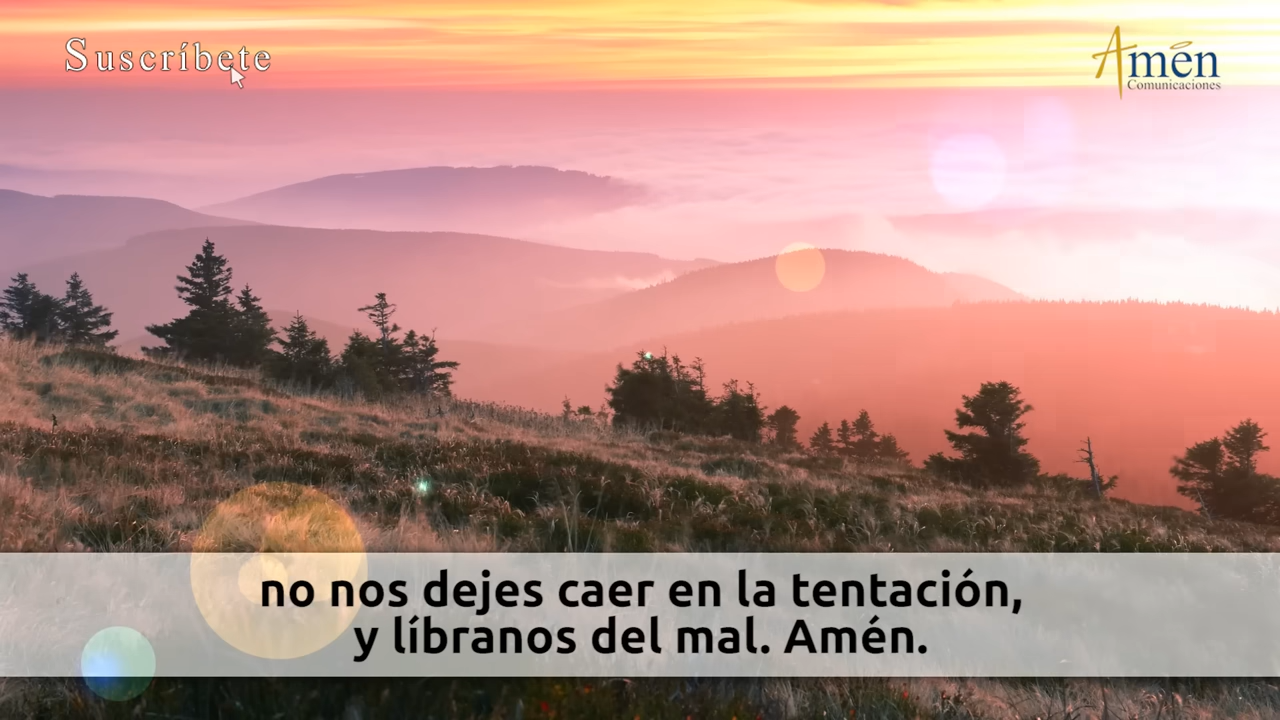 Suscríbete
Amén
Comunicaciones
no nos dejes caer en la tentación,
y líbranos del mal. Amén.